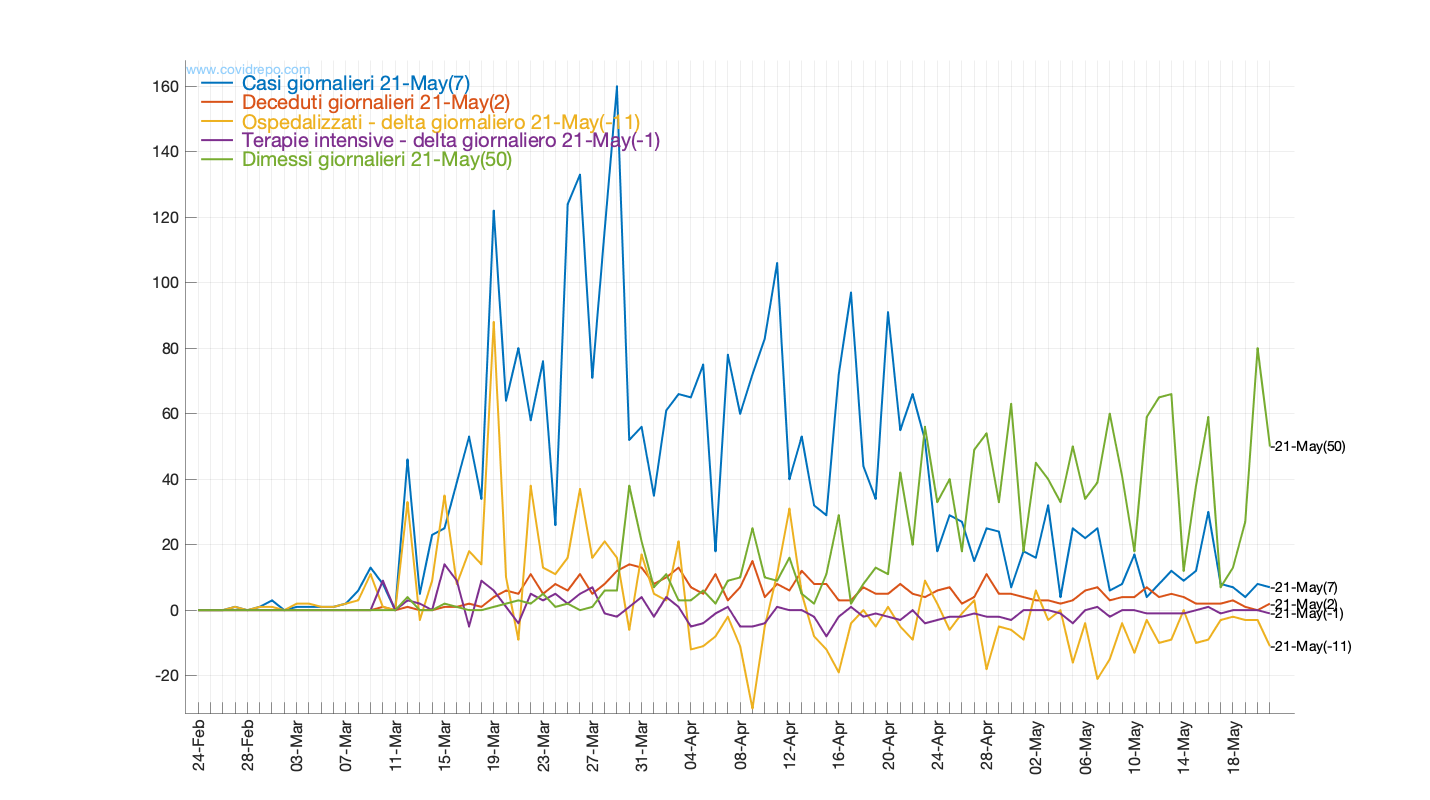 www.covidrepo.com
Casi giornalieri 21-May(7)
Deceduti giornalieri 21-May(2)
Ospedalizzati - delta giornaliero 21-May(-11)
Terapie intensive - delta giornaliero 21-May(-1)
Dimessi giornalieri 21-May(50)
160
140
120
100
80
60
40
20
0
-20
-21-May(50)
-21-May(7)
-21-May(2)
-21-May(-1)
-21-May(-11)
24-Feb
28-Feb
03-Mar
07-Mar
11-Mar
15-Mar
19-Mar
23-Mar
27-Mar
31-Mar
04-Apr
08-Apr
12-Apr
16-Apr
20-Apr
24-Apr
28-Apr
02-May
06-May
10-May
14-May
18-May